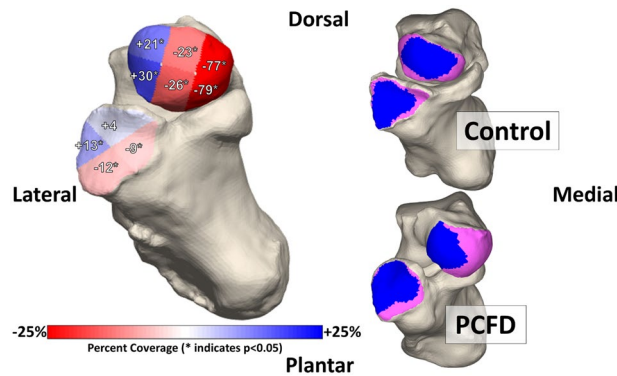 Dorsal
+21*
-23*
-77*
+30*
-26*
-79*
+4
+13*
-9*
-12*
Control
Lateral
Medial
PCFD
-25%
+25%
Percent Coverage (* indicates p<0.05)
Plantar